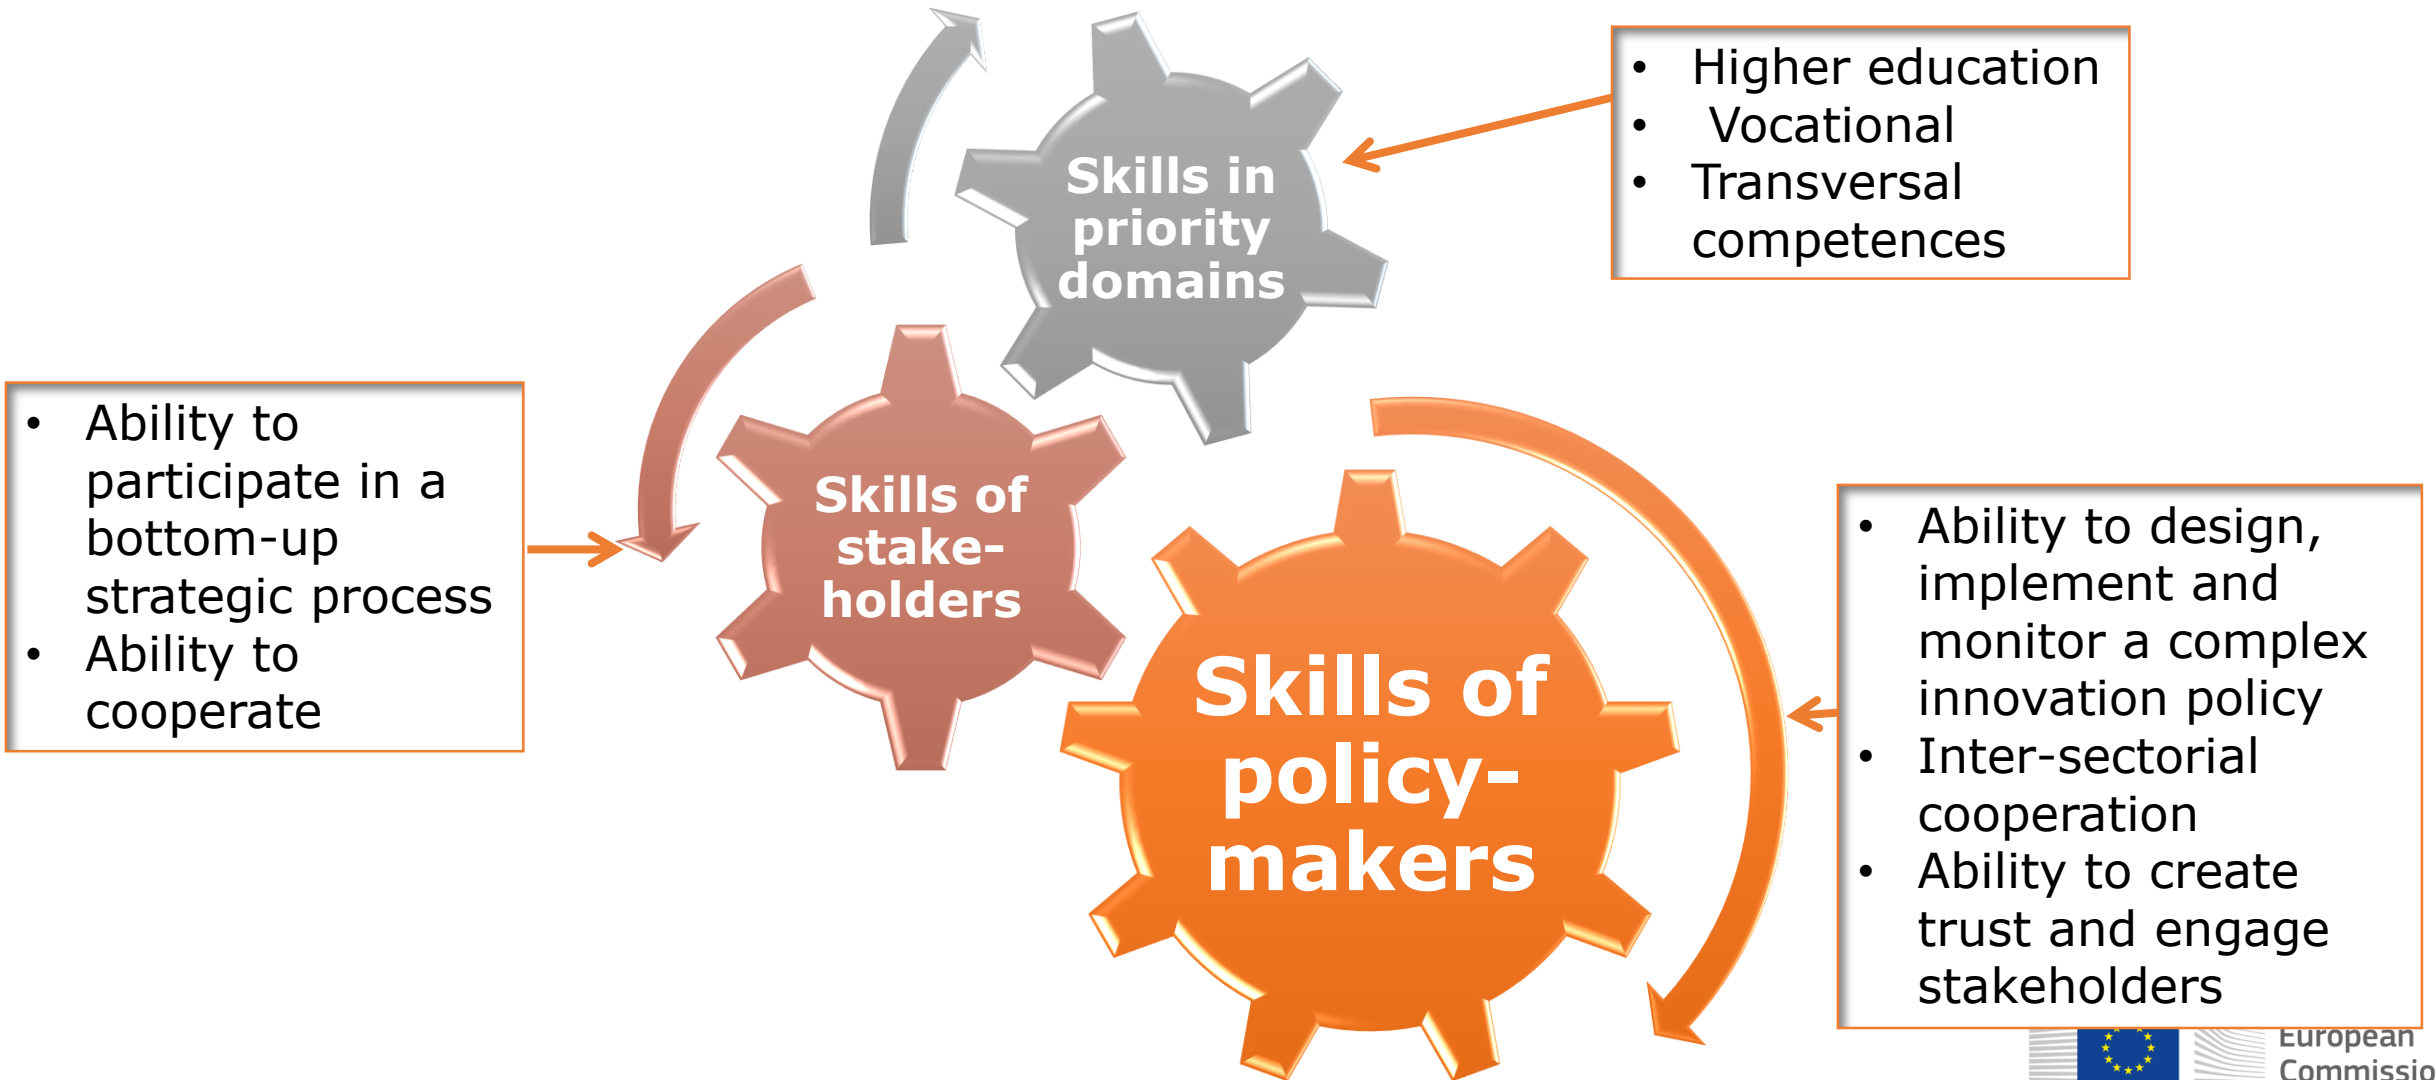 • Higher education
• Vocational
• Transversal
competences
Skills in
priority
domains
• Ability to
participate in a
bottom-up
strategic process
• Ability to
cooperate
Skills of
stake-
holders
Skills of
policy-
makers
• Ability to design,
implement and
monitor a complex
innovation policy
• Inter-sectorial
cooperation
• Ability to create
trust and engage
stakeholders
European
Commissio